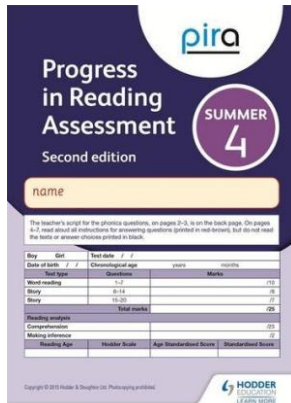 pira
Progress
in Reading
Assessment
Second edition
SUMMER
4
name
The teacher's script for the phonics questions, on pages 2–3, is on the back page. On pages
4–7, read aloud all instructions for answering questions (printed in red-brown), but do not read
the texts or answer choices printed in black.
Boy Girl Test date / /
Date of birth / / Chronological age years months
Test type Questions Marks
Word reading 1–7 /10
Story 8–14 /8
Story 15–20 /7
Total marks /25
Reading analysis
Comprehension /23
Making inference /2
Reading Age Hodder Scale Age Standardised Score Standardised Score
Copyright © 2015 Hodder & Stoughton Ltd. Photocopying prohibited.
HODDER
EDUCATION
LEARN MORE